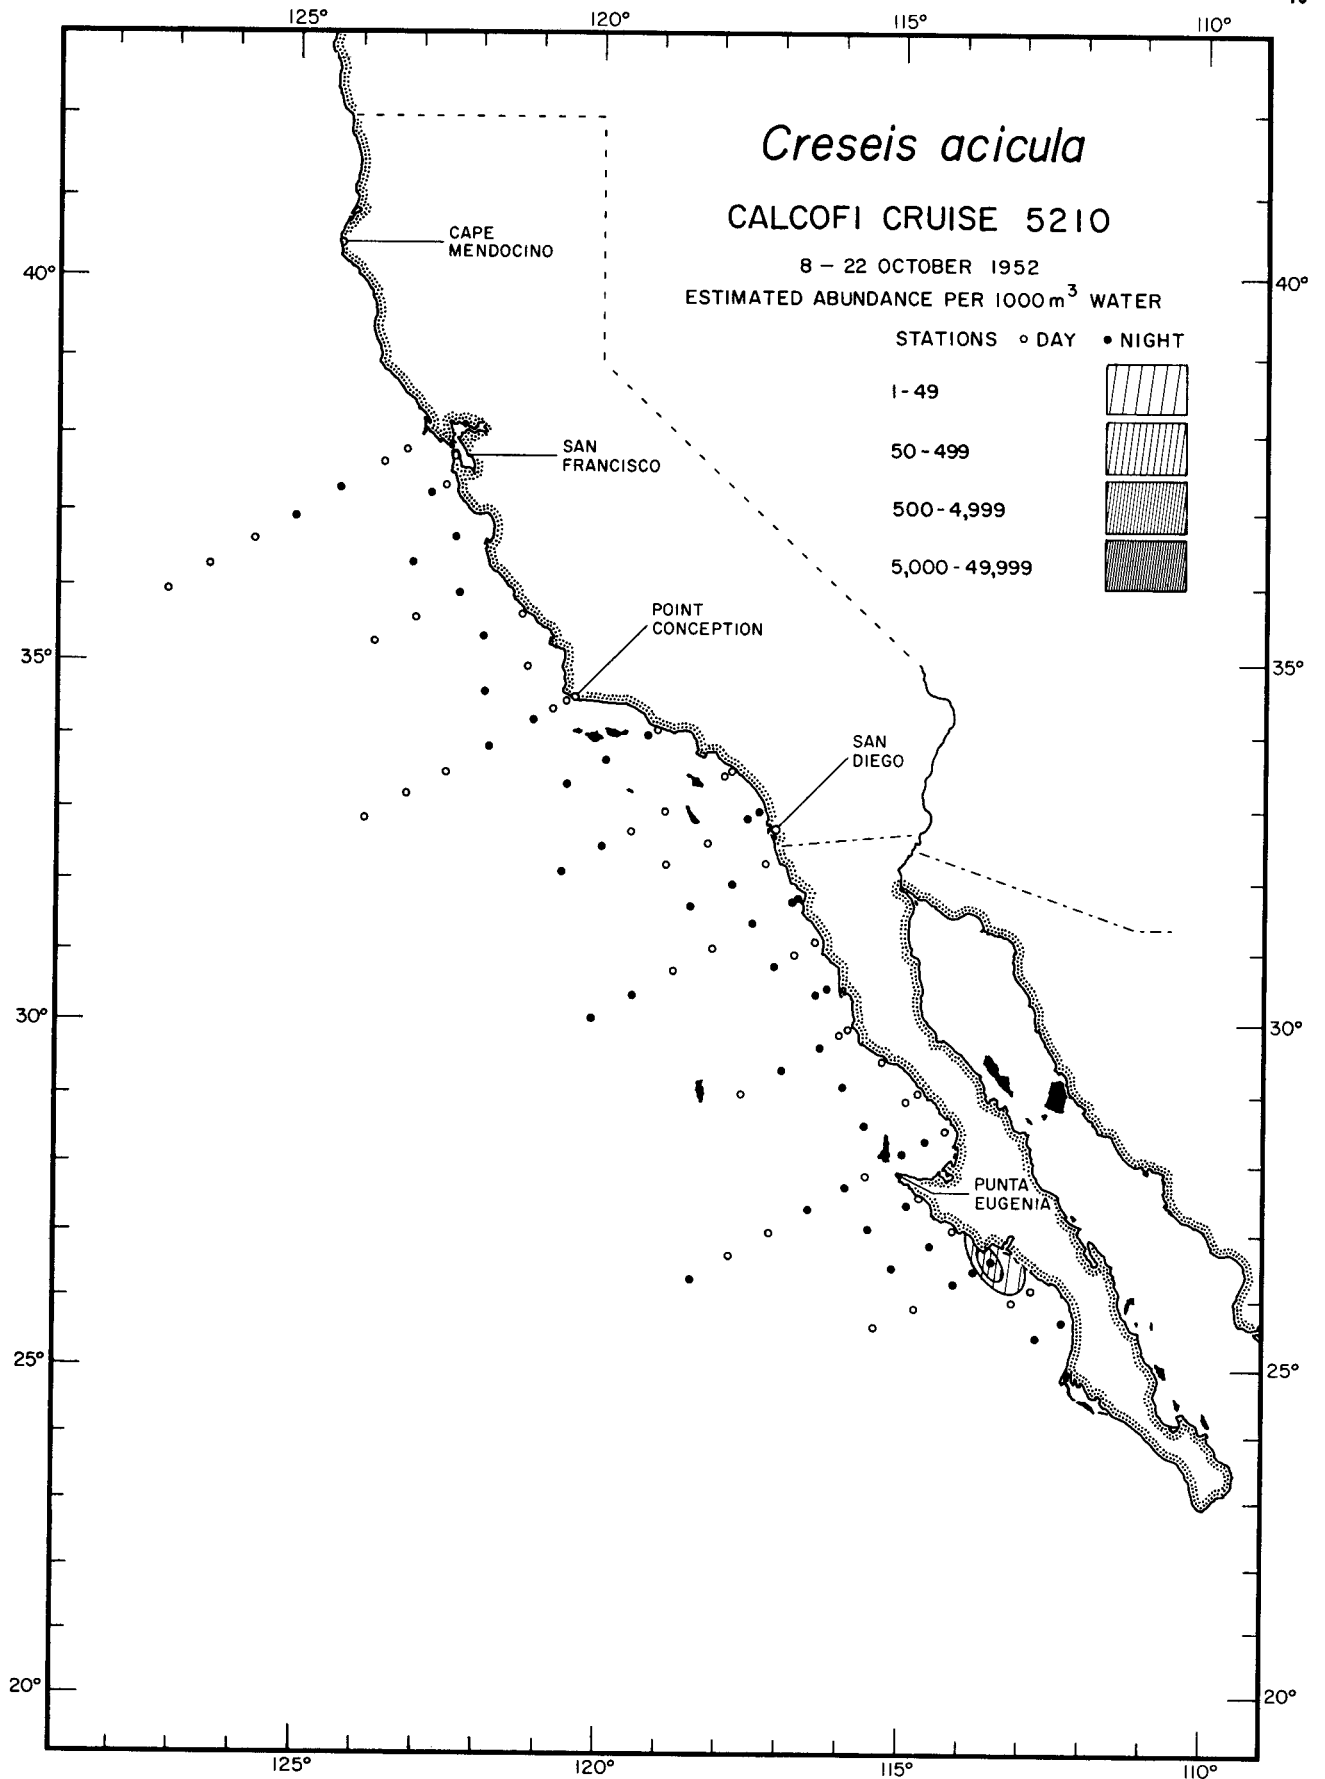 125° 120° 115° 110°
Creseis acicula
CALCOFI CRUISE 5210
8 – 22 OCTOBER 1952
ESTIMATED ABUNDANCE PER 1000 m³ WATER
STATIONS ○ DAY ● NIGHT
1-49
50-499
500-4,999
5,000-49,999
CAPE
MENDOCINO
40° 40°
SAN
FRANCISCO
POINT
CONCEPTION
35° 35°
SAN
DIEGO
30° 30°
PUNTA
EUGENIA
25° 25°
20° 20°
125° 120° 115° 110°